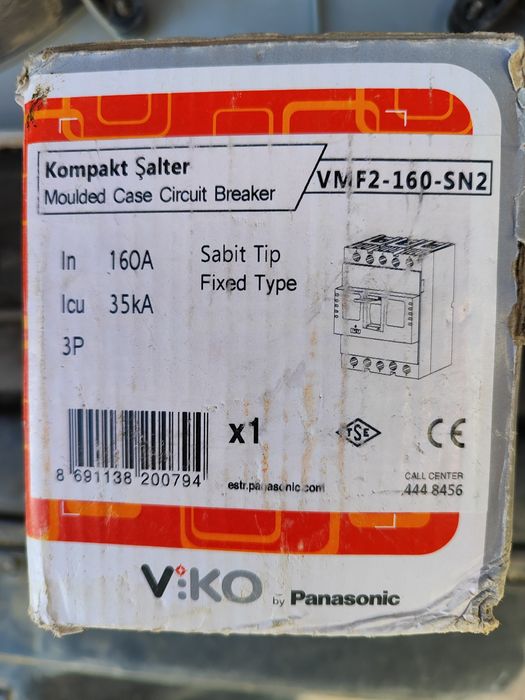 Kompakt Şalter
Moulded Case Circuit Breaker
VMF2-160-SN2
In 160A
Icu 35kA
3P
Sabit Tip
Fixed Type
8 691138 200794
x1
TSE
CE
estr.panasonic.com
CALL CENTER
444 8456
ViKO by Panasonic